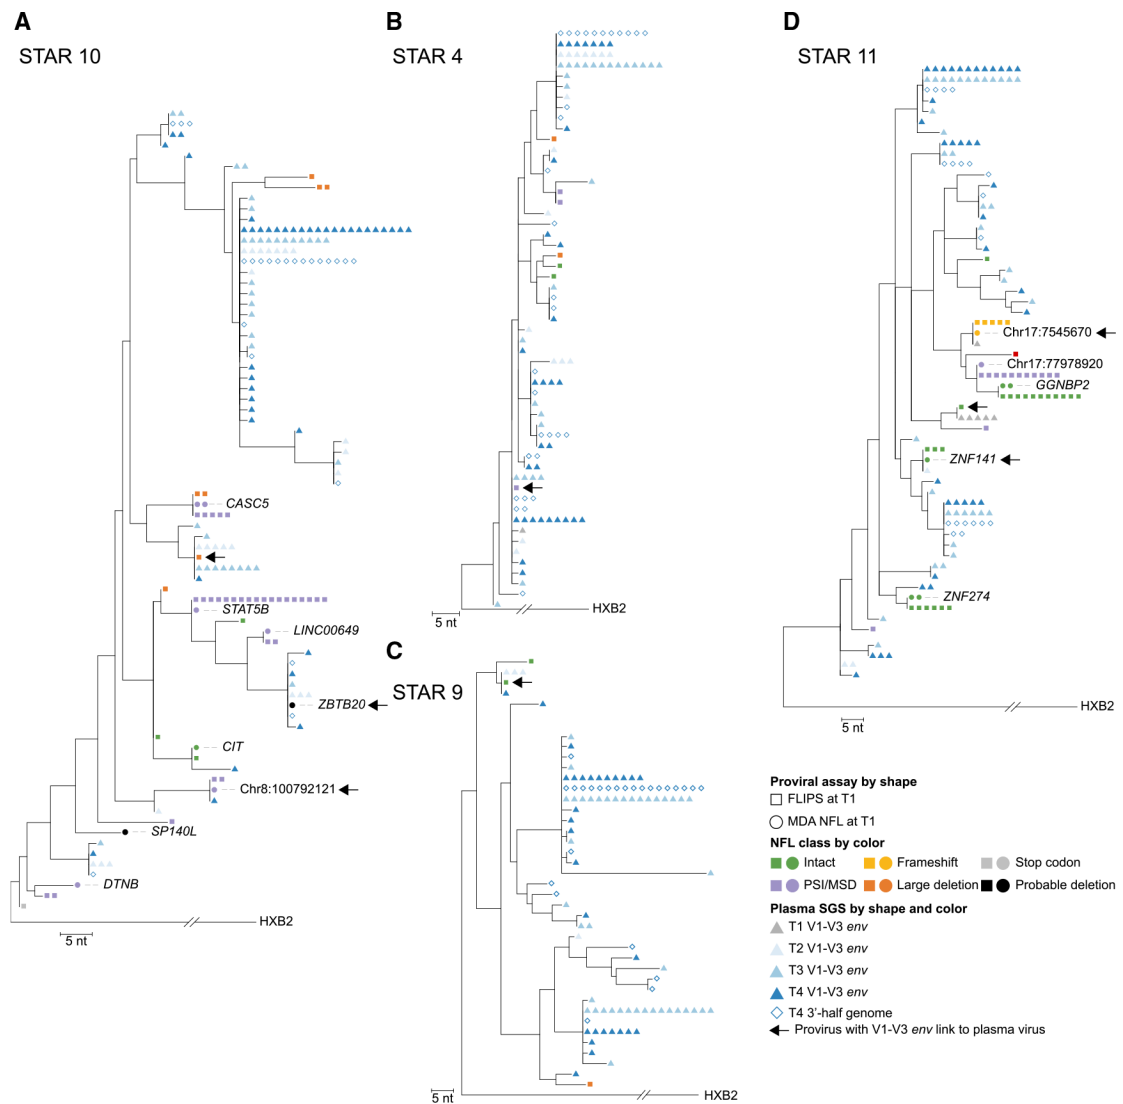 A
STAR 10
CASC5
STAT5B
LINC00649
ZBTB20
CIT
Chr8:100792121
SP140L
DTNB
HXB2
5 nt
B
STAR 4
HXB2
5 nt
C
STAR 9
HXB2
5 nt
D
STAR 11
Chr17:7545670
Chr17:77978920
GGNBP2
ZNF141
ZNF274
HXB2
5 nt
Proviral assay by shape
FLIPS at T1
MDA NFL at T1
NFL class by color
Intact Frameshift Stop codon
PSI/MSD Large deletion Probable deletion
Plasma SGS by shape and color
T1 V1-V3 env
T2 V1-V3 env
T3 V1-V3 env
T4 V1-V3 env
T4 3'-half genome
Provirus with V1-V3 env link to plasma virus